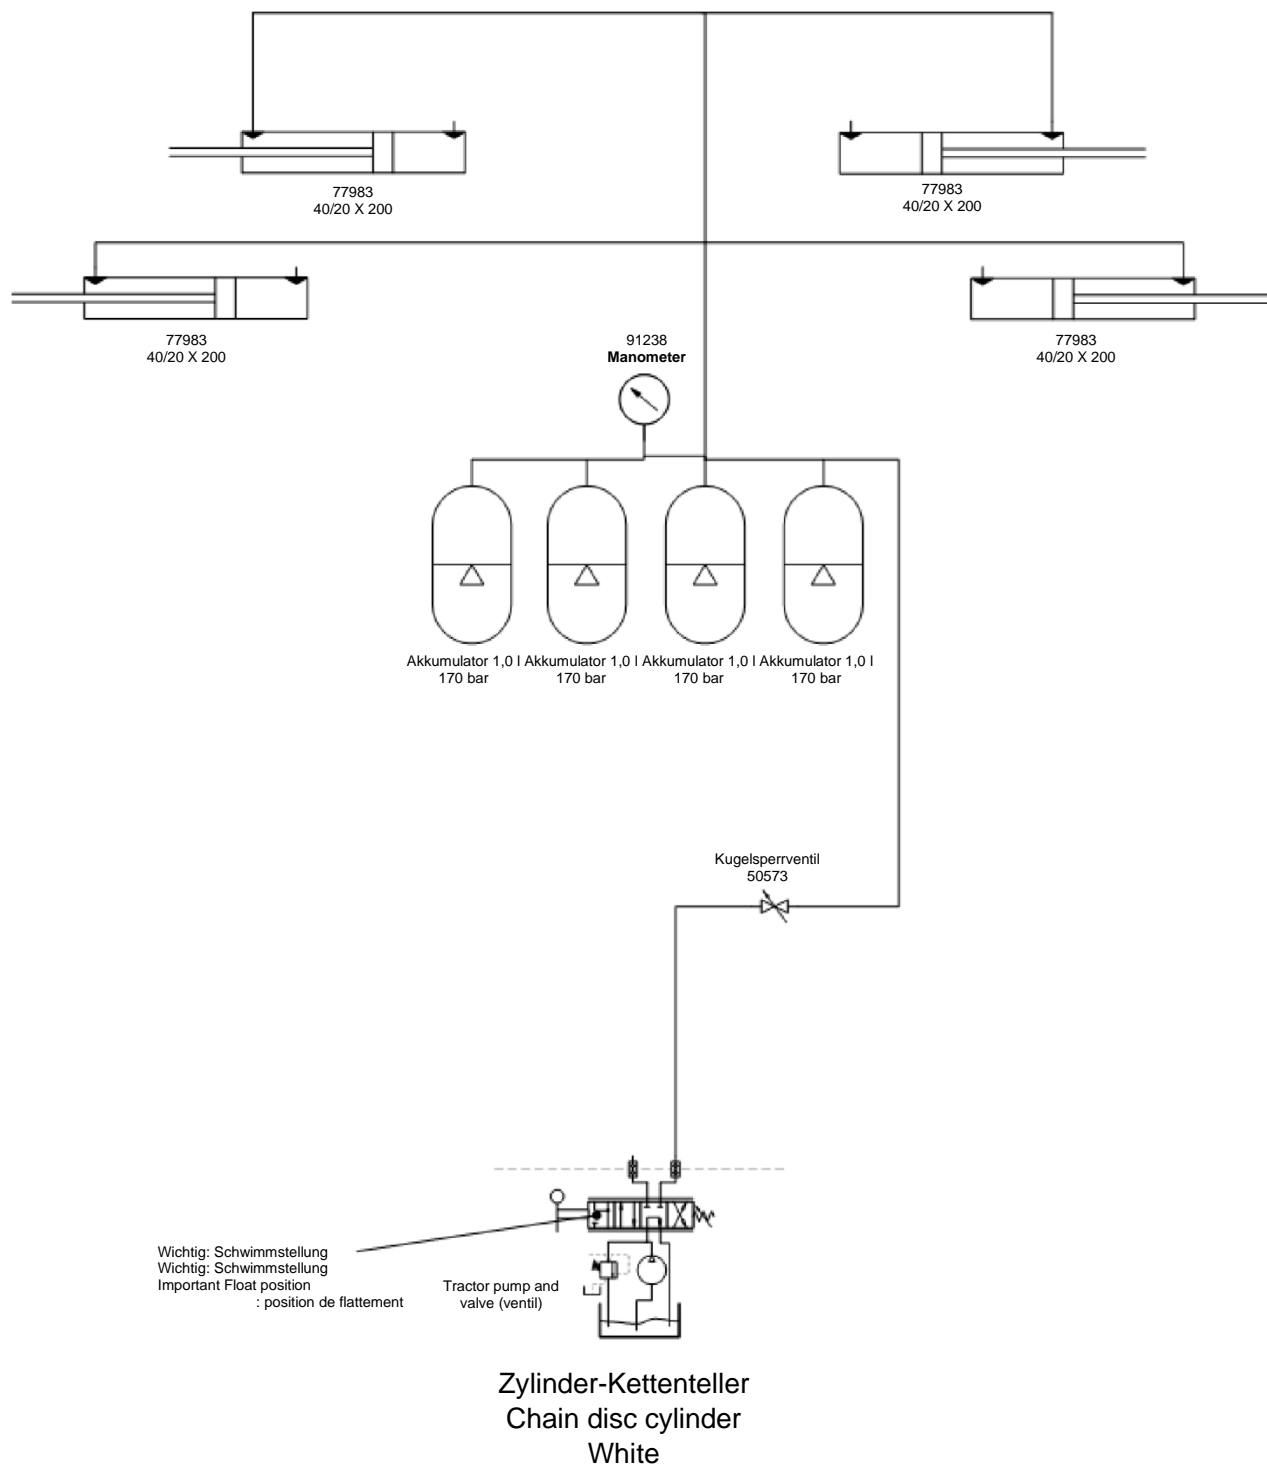 77983
40/20 X 200
77983
40/20 X 200
77983
40/20 X 200
77983
40/20 X 200
91238
Manometer
Akkumulator 1,0 l
170 bar
Akkumulator 1,0 l
170 bar
Akkumulator 1,0 l
170 bar
Akkumulator 1,0 l
170 bar
Kugelsperrventil
50573
Wichtig: Schwimmstellung
Wichtig: Schwimmstellung
Important Float position
: position de flattement
Tractor pump and
valve (ventil)
Zylinder-Kettenteller
Chain disc cylinder
White